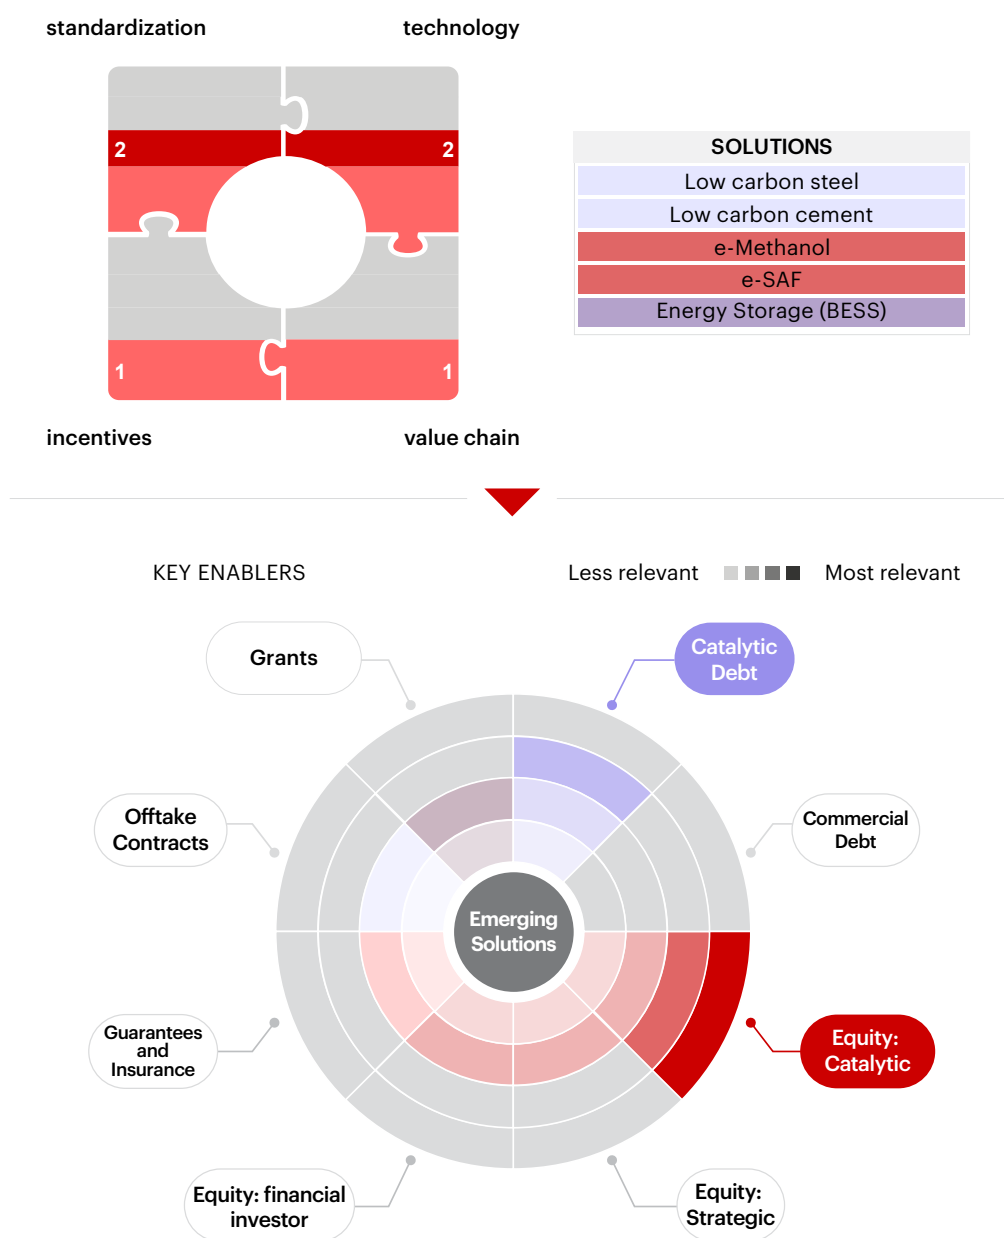 standardization
technology
2
2
1
1
incentives
value chain
SOLUTIONS
Low carbon steel
Low carbon cement
e-Methanol
e-SAF
Energy Storage (BESS)
KEY ENABLERS
Less relevant
Most relevant
Grants
Catalytic
Debt
Offtake
Contracts
Commercial
Debt
Emerging
Solutions
Guarantees
and
Insurance
Equity:
Catalytic
Equity: financial
investor
Equity:
Strategic